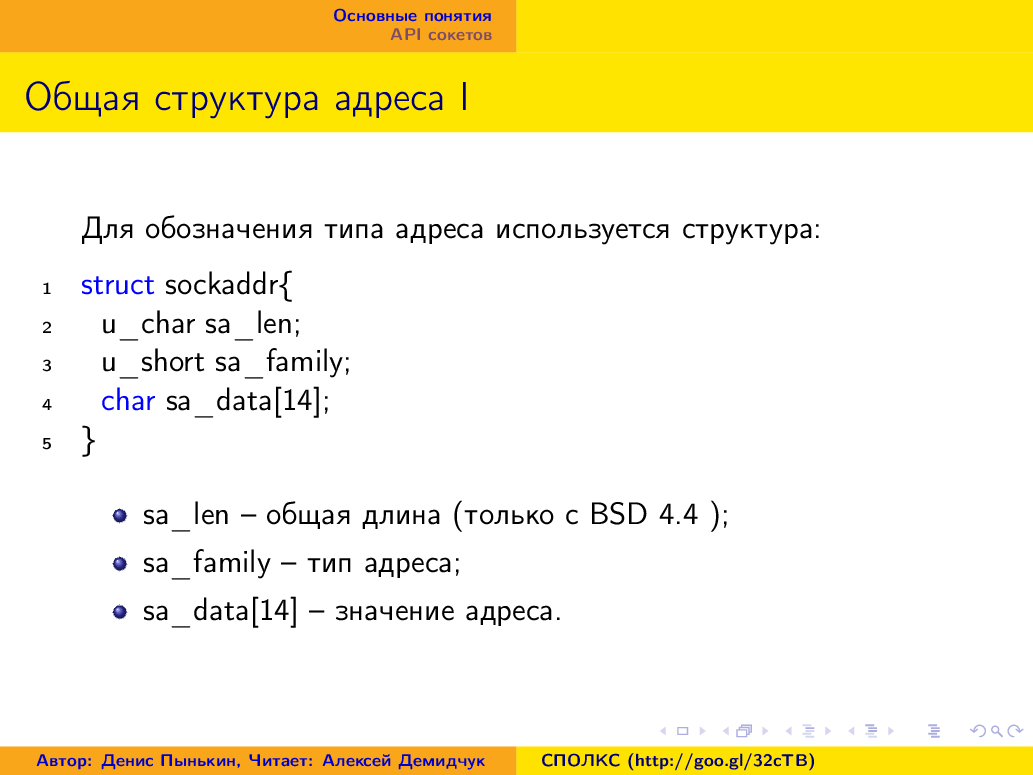 Основные понятия
API сокетов
Общая структура адреса I
Для обозначения типа адреса используется структура:
1 struct sockaddr{
2 u_char sa_len;
3 u_short sa_family;
4 char sa_data[14];
5 }
sa_len – общая длина (только с BSD 4.4 );
sa_family – тип адреса;
sa_data[14] – значение адреса.
Автор: Денис Пынькин, Читает: Алексей Демидчук СПОЛКС (http://goo.gl/32cTB)